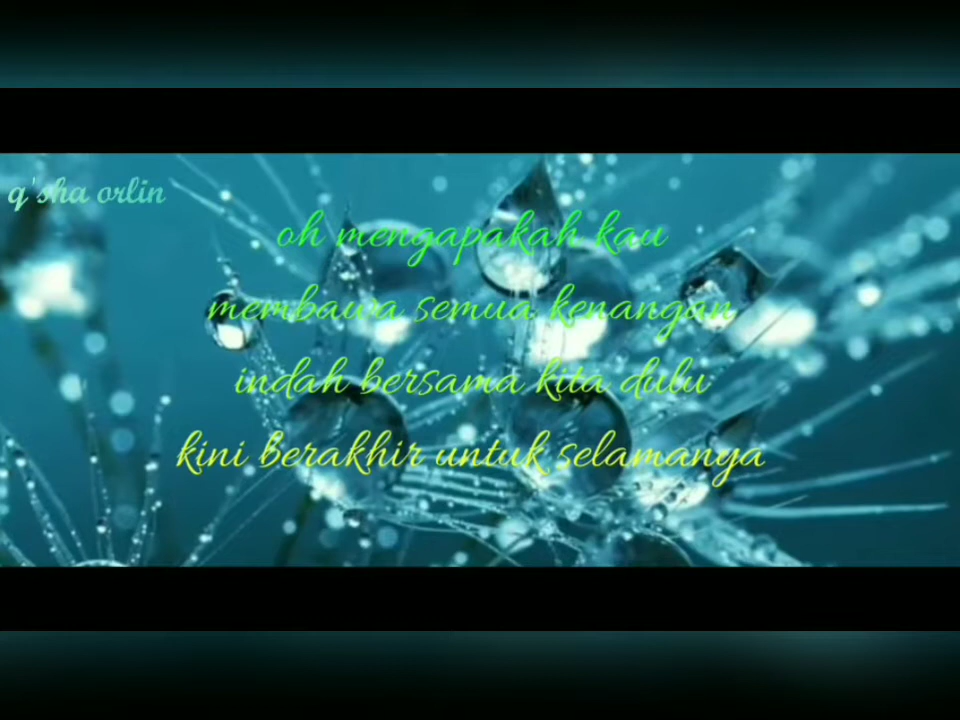 q'sha orlin
oh mengapakah kau
membawa semua kenangan
indah bersama kita dulu
kini berakhir untuk selamanya